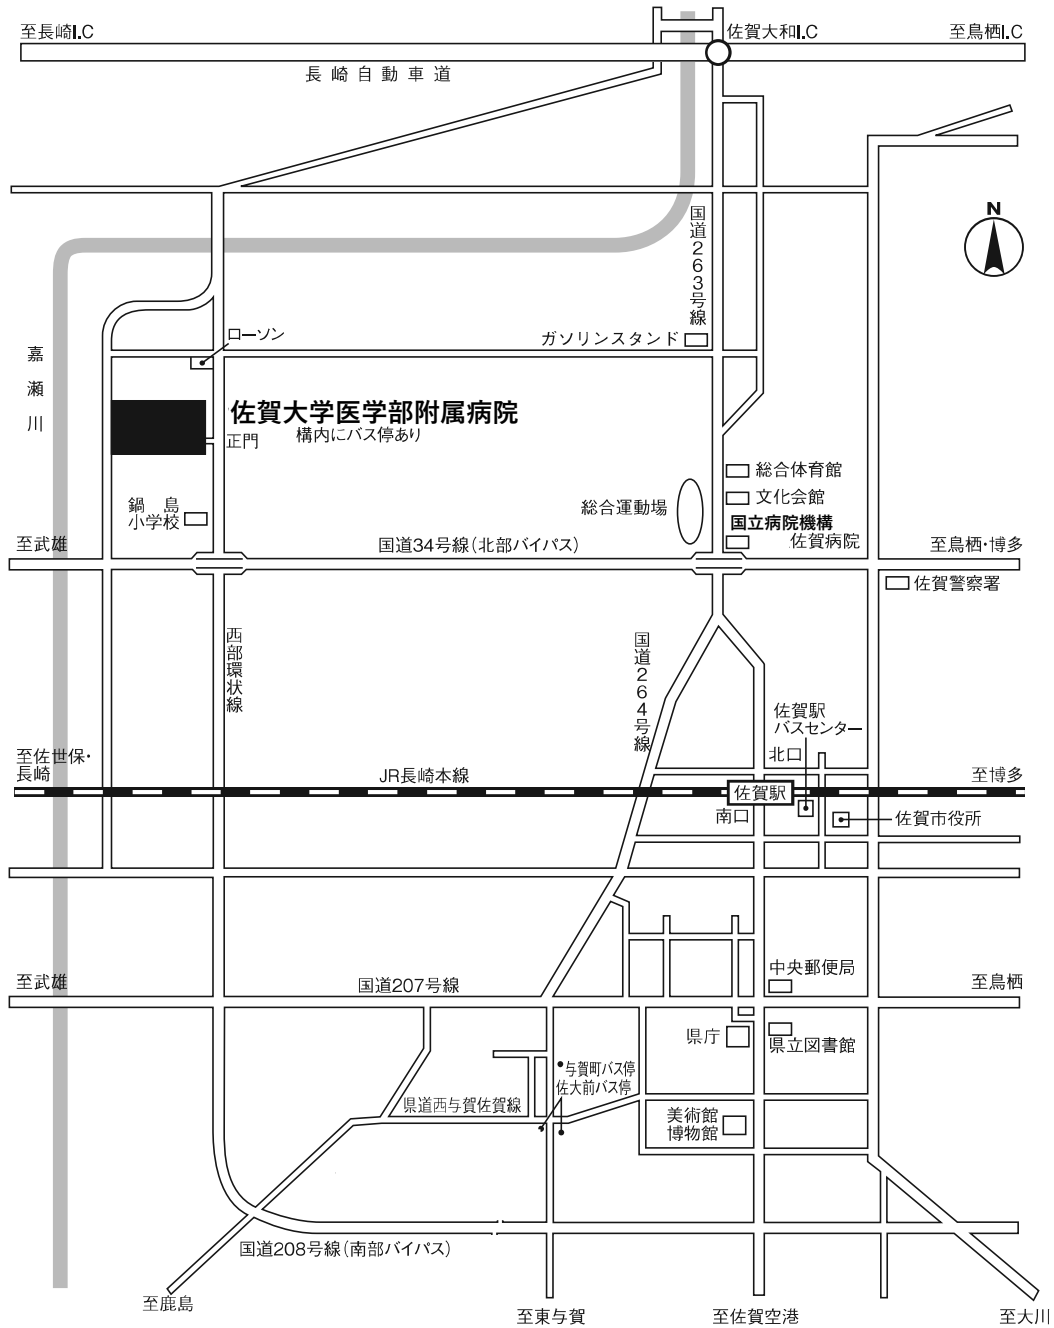 至長崎I.C
佐賀大和I.C
至鳥栖I.C
長崎自動車道
N
国道263号線
ローソン
ガソリンスタンド
嘉瀬川
佐賀大学医学部附属病院
正門
構内にバス停あり
総合体育館
文化会館
総合運動場
国立病院機構
佐賀病院
鍋島
小学校
至武雄
国道34号線(北部バイパス)
至鳥栖・博多
佐賀警察署
西部環状線
国道264号線
佐賀駅
バスセンター
北口
至佐世保・
長崎
JR長崎本線
至博多
佐賀駅
南口
佐賀市役所
中央郵便局
至武雄
国道207号線
至鳥栖
県庁
県立図書館
与賀町バス停
佐大前バス停
県道西与賀佐賀線
美術館
博物館
国道208号線(南部バイパス)
至鹿島
至東与賀
至佐賀空港
至大川